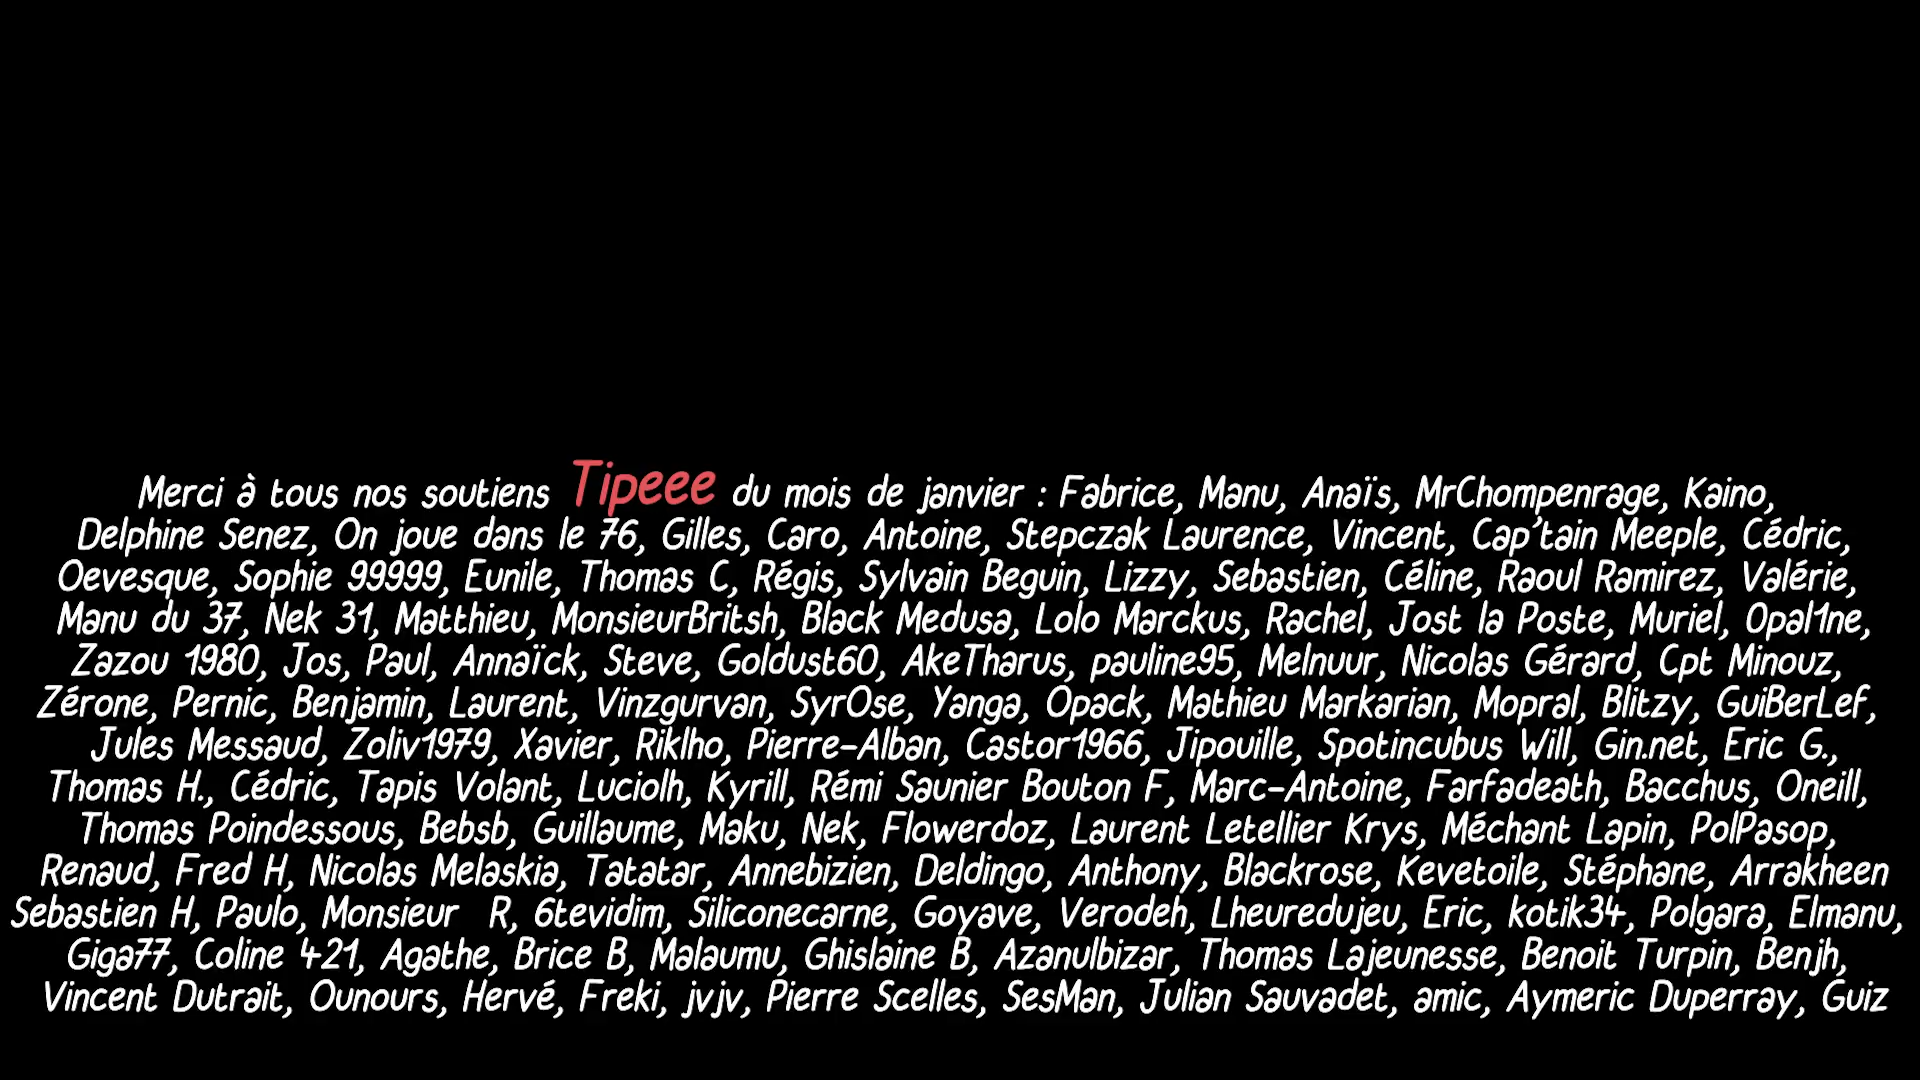 Merci à tous nos soutiens Tipeee du mois de janvier : Fabrice, Manu, Anaïs, MrChompenrage, Kaino,
Delphine Senez, On joue dans le 76, Gilles, Caro, Antoine, Stepczak Laurence, Vincent, Cap'tain Meeple, Cédric,
Oevesque, Sophie 99999, Eunile, Thomas C, Régis, Sylvain Beguin, Lizzy, Sebastien, Céline, Raoul Ramirez, Valérie,
Manu du 37, Nek 31, Matthieu, MonsieurBritsh, Black Medusa, Lolo Marckus, Rachel, Jost la Poste, Muriel, Opal1ne,
Zazou 1980, Jos, Paul, Annaïck, Steve, Goldust60, AkeTharus, pauline95, Melnuur, Nicolas Gérard, Cpt Minouz,
Zérone, Pernic, Benjamin, Laurent, Vinzgurvan, SyrOse, Yanga, Opack, Mathieu Markarian, Mopral, Blitzy, GuiBerLef,
Jules Messaud, Zoliv1979, Xavier, Riklho, Pierre-Alban, Castor1966, Jipouille, Spotincubus Will, Gin.net, Eric G.,
Thomas H., Cédric, Tapis Volant, Luciolh, Kyrill, Rémi Saunier Bouton F, Marc-Antoine, Farfadeath, Bacchus, Oneill,
Thomas Poindessous, Bebsb, Guillaume, Maku, Nek, Flowerdoz, Laurent Letellier Krys, Méchant Lapin, PolPasop,
Renaud, Fred H, Nicolas Melaskia, Tatatar, Annebizien, Deldingo, Anthony, Blackrose, Kevetoile, Stéphane, Arrakheen
Sebastien H, Paulo, Monsieur  R, 6tevidim, Siliconecarne, Goyave, Verodeh, Lheuredujeu, Eric, kotik34, Polgara, Elmanu,
Giga77, Coline 421, Agathe, Brice B, Malaumu, Ghislaine B, Azanulbizar, Thomas Lajeunesse, Benoit Turpin, Benjh,
Vincent Dutrait, Ounours, Hervé, Freki, jvjv, Pierre Scelles, SesMan, Julian Sauvadet, amic, Aymeric Duperray, Guiz